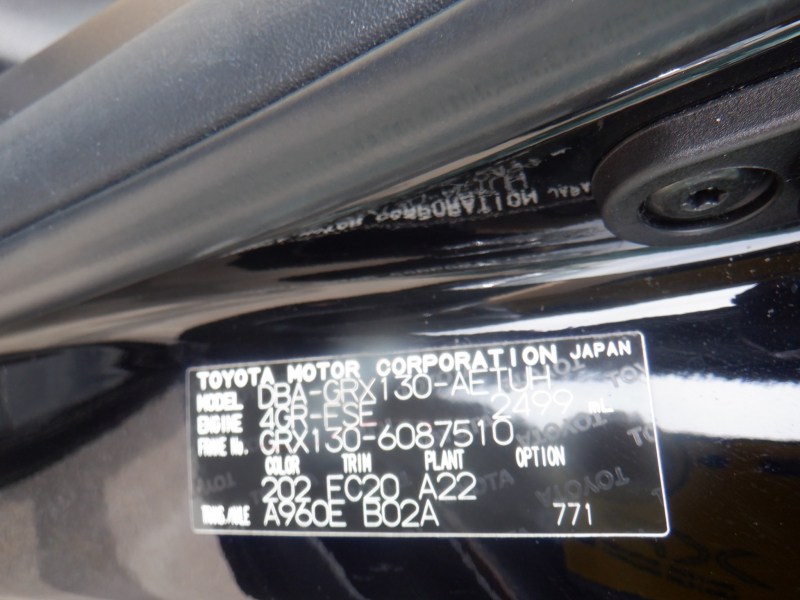 TOYOTA MOTOR CORPORATION JAPAN
MODEL DBA-GRX130-AETUH
ENGINE 4GR-FSE 2499 mL
FRAME No. GRX130-6087510
COLOR TRIM PLANT OPTION
202 FC20 A22
TRANS./AXLE A960E B02A 771